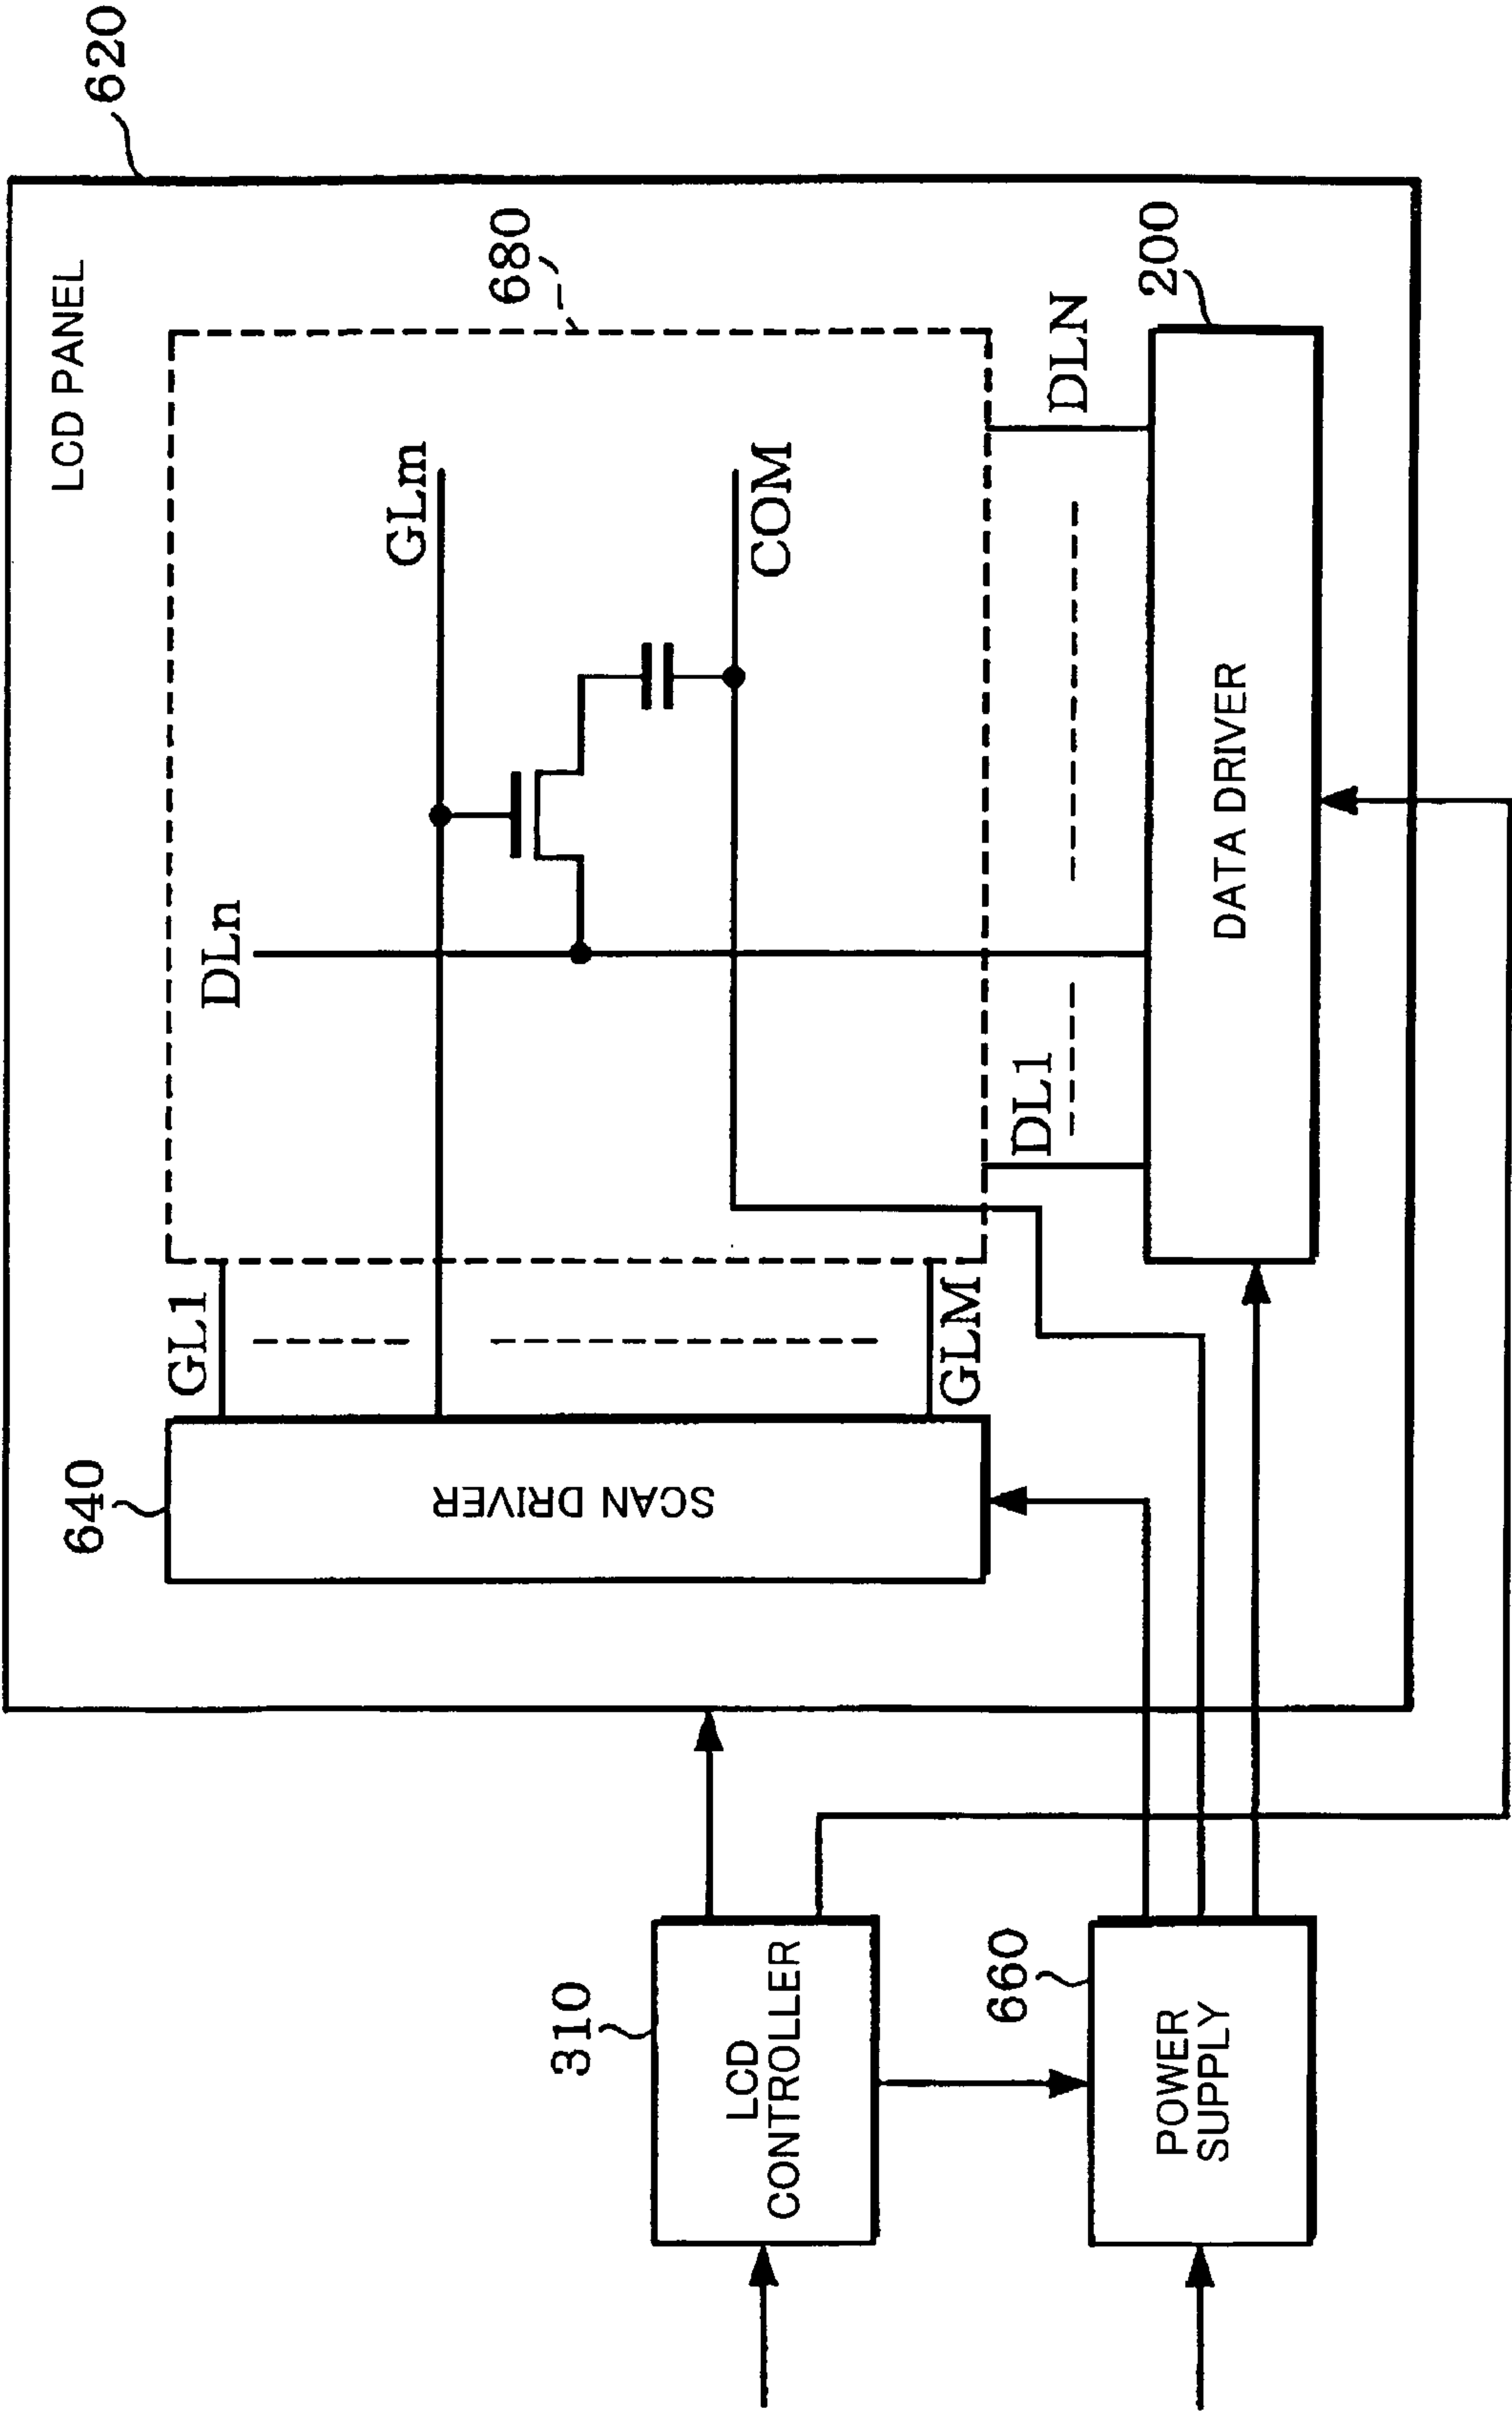 620
LCD PANEL
680
GLm
DLn
COM
GL1
GLM
DL1
DLN
640
SCAN DRIVER
200
DATA DRIVER
310
LCD
CONTROLLER
660
POWER
SUPPLY